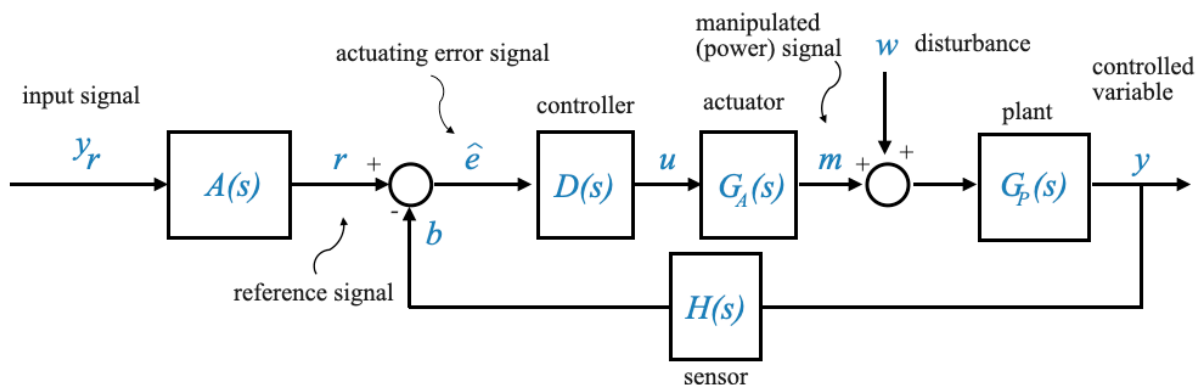 manipulated
(power) signal
actuating error signal
w disturbance
controlled
variable
input signal
controller
actuator
plant
y_r
r
+
ê
u
m
+
+
y
A(s)
D(s)
G_A(s)
G_P(s)
-
b
reference signal
H(s)
sensor